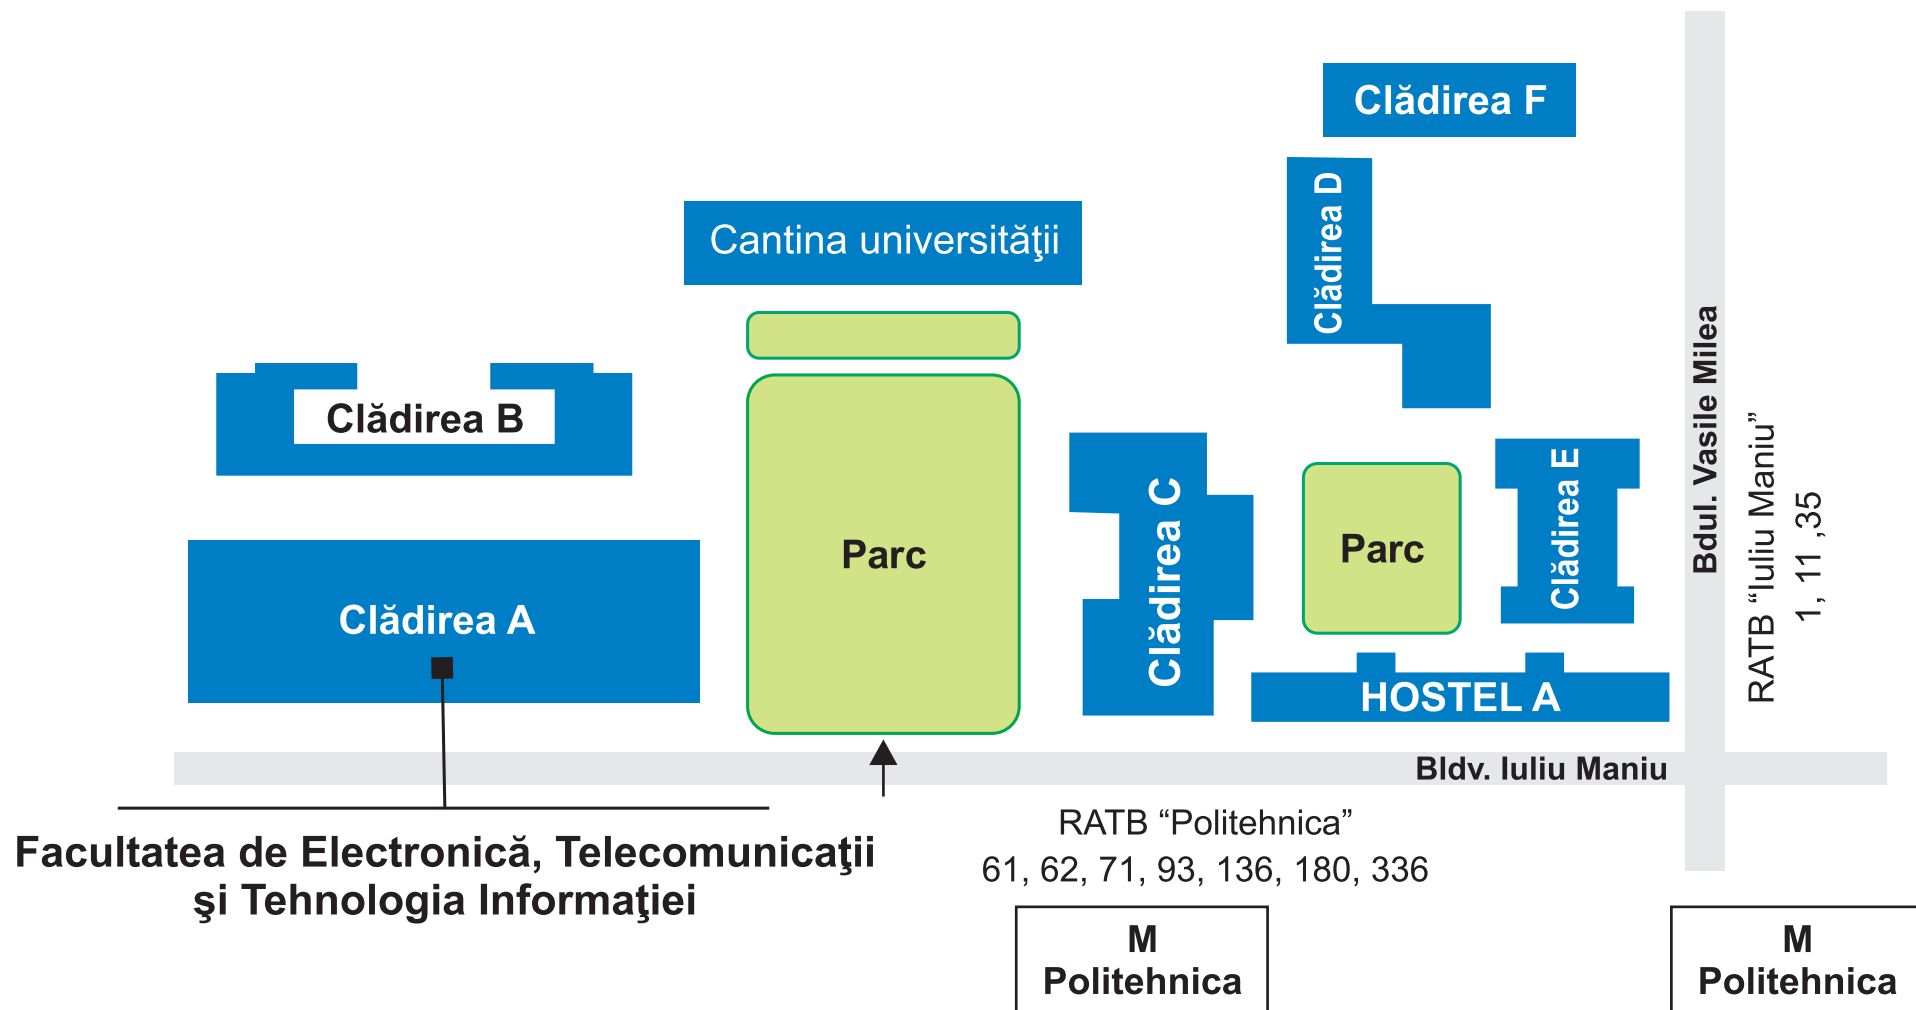 Clădirea F
Clădirea D
Cantina universităţii
Clădirea B
Clădirea A
Parc
Clădirea C
Parc
Clădirea E
HOSTEL A
Bdul. Vasile Milea
RATB “Iuliu Maniu”
1, 11 ,35
Bldv. Iuliu Maniu
Facultatea de Electronică, Telecomunicaţii
şi Tehnologia Informaţiei
RATB “Politehnica”
61, 62, 71, 93, 136, 180, 336
M
Politehnica
M
Politehnica